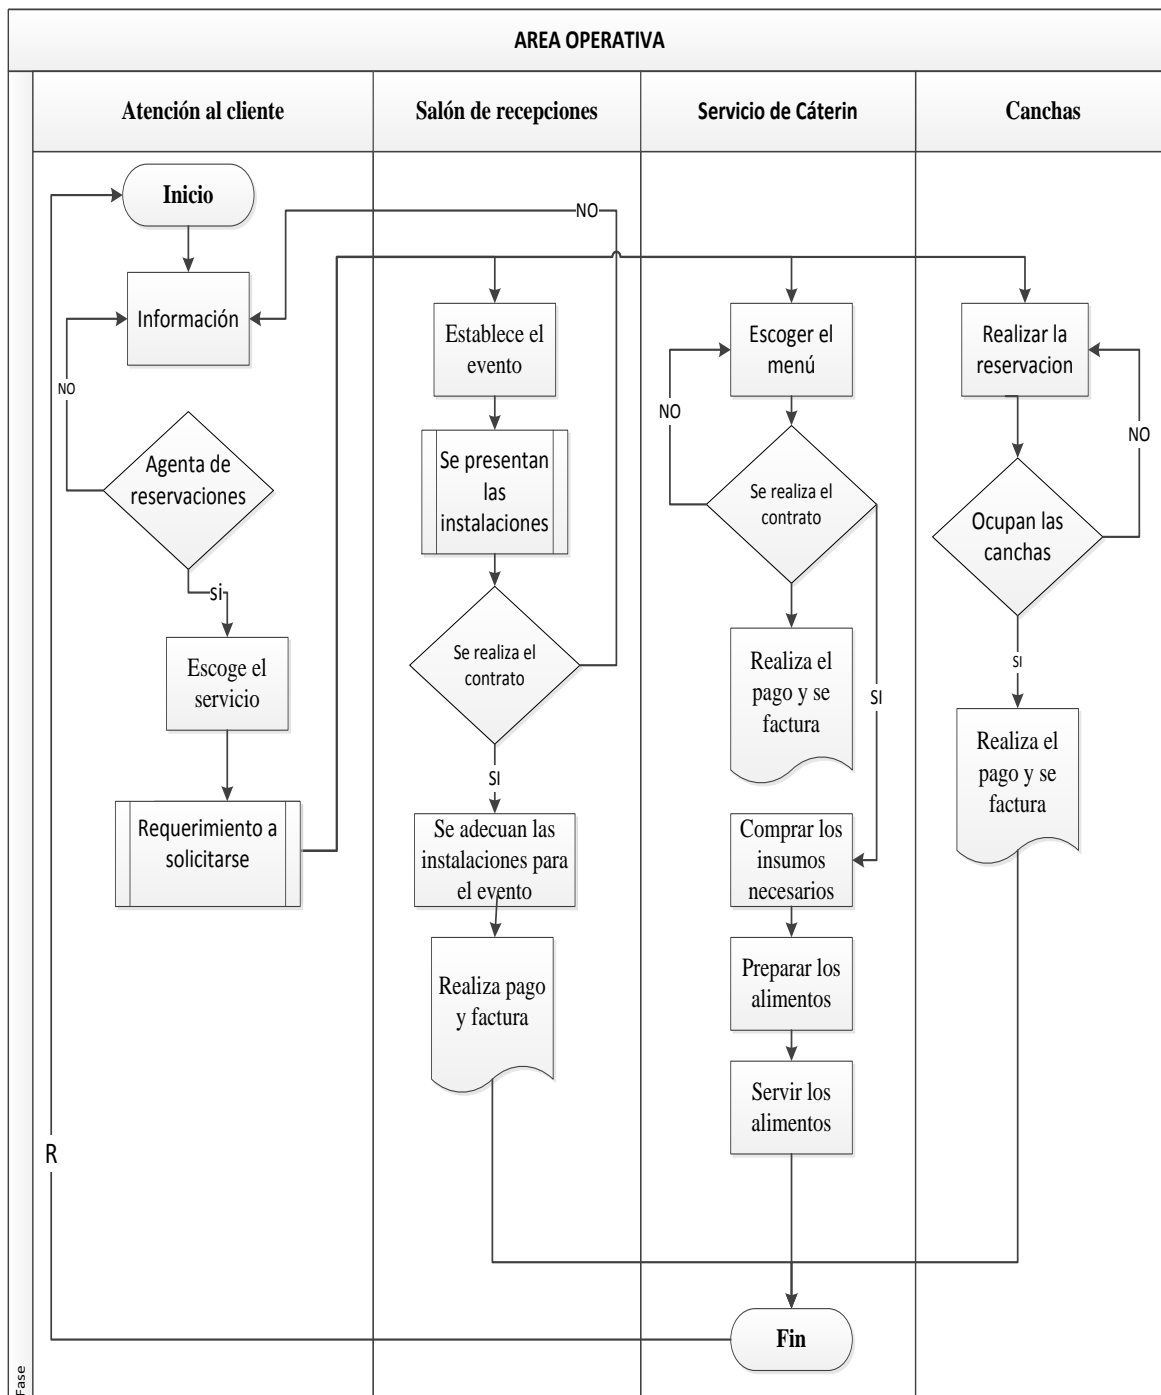 AREA OPERATIVA
Atención al cliente
Salón de recepciones
Servicio de Cáterin
Canchas
Inicio
Información
NO
Agenta de
reservaciones
si
Escoge el
servicio
Requerimiento a
solicitarse
R
NO
Establece el
evento
Se presentan
las
instalaciones
Se realiza el
contrato
SI
Se adecuan las
instalaciones para
el evento
Realiza pago
y factura
Escoger el
menú
NO
Se realiza el
contrato
SI
Realiza el
pago y se
factura
Comprar los
insumos
necesarios
Preparar los
alimentos
Servir los
alimentos
Fin
Realizar la
reservacion
NO
Ocupan las
canchas
SI
Realiza el
pago y se
factura
Fase